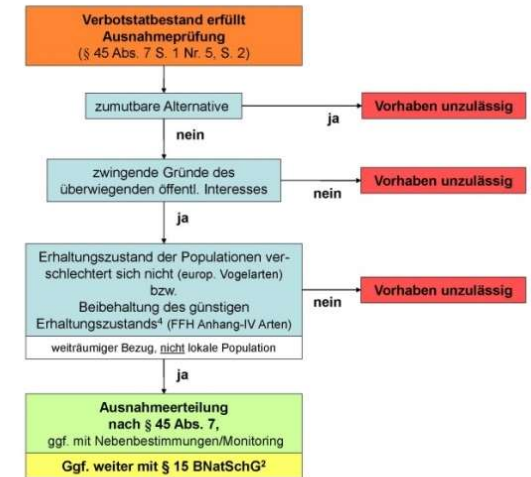 Verbotstatbestand erfüllt
Ausnahmeprüfung
(§ 45 Abs. 7 S. 1 Nr. 5, S. 2)
zumutbare Alternative
ja
Vorhaben unzulässig
nein
zwingende Gründe des
überwiegenden öffentl. Interesses
nein
Vorhaben unzulässig
ja
Erhaltungszustand der Populationen ver-
schlechtert sich nicht (europ. Vogelarten)
bzw.
Beibehaltung des günstigen
Erhaltungszustands⁴ (FFH Anhang-IV Arten)
nein
Vorhaben unzulässig
weiträumiger Bezug, nicht lokale Population
ja
Ausnahmeerteilung
nach § 45 Abs. 7,
ggf. mit Nebenbestimmungen/Monitoring
Ggf. weiter mit § 15 BNatSchG²